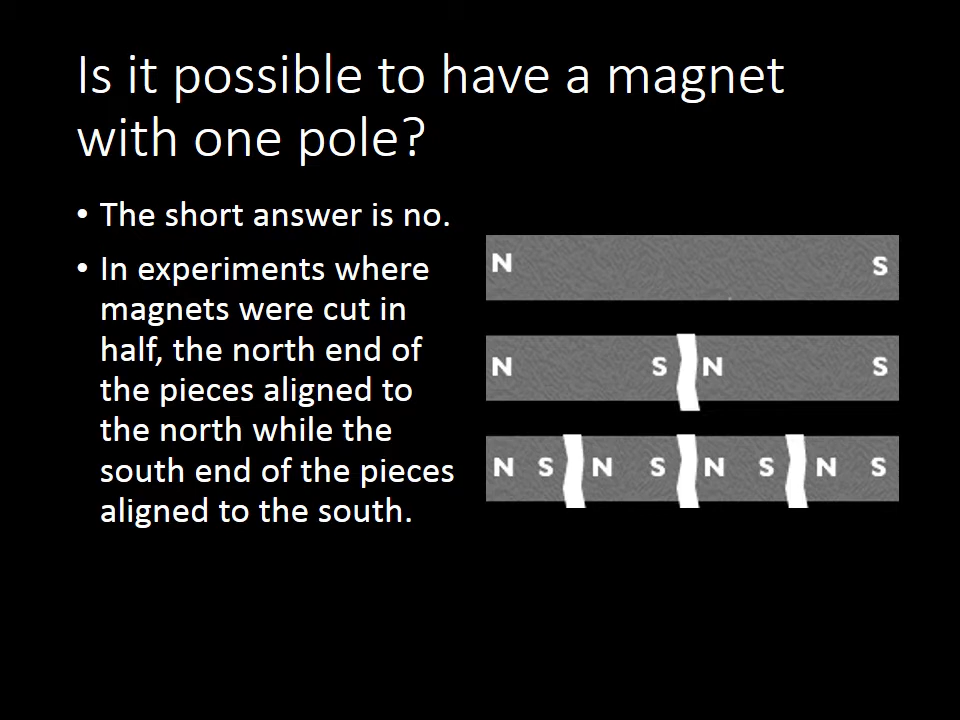 Is it possible to have a magnet
with one pole?
• The short answer is no.
• In experiments where
magnets were cut in
half, the north end of
the pieces aligned to
the north while the
south end of the pieces
aligned to the south.
N S
N S N S
N S N S N S N S